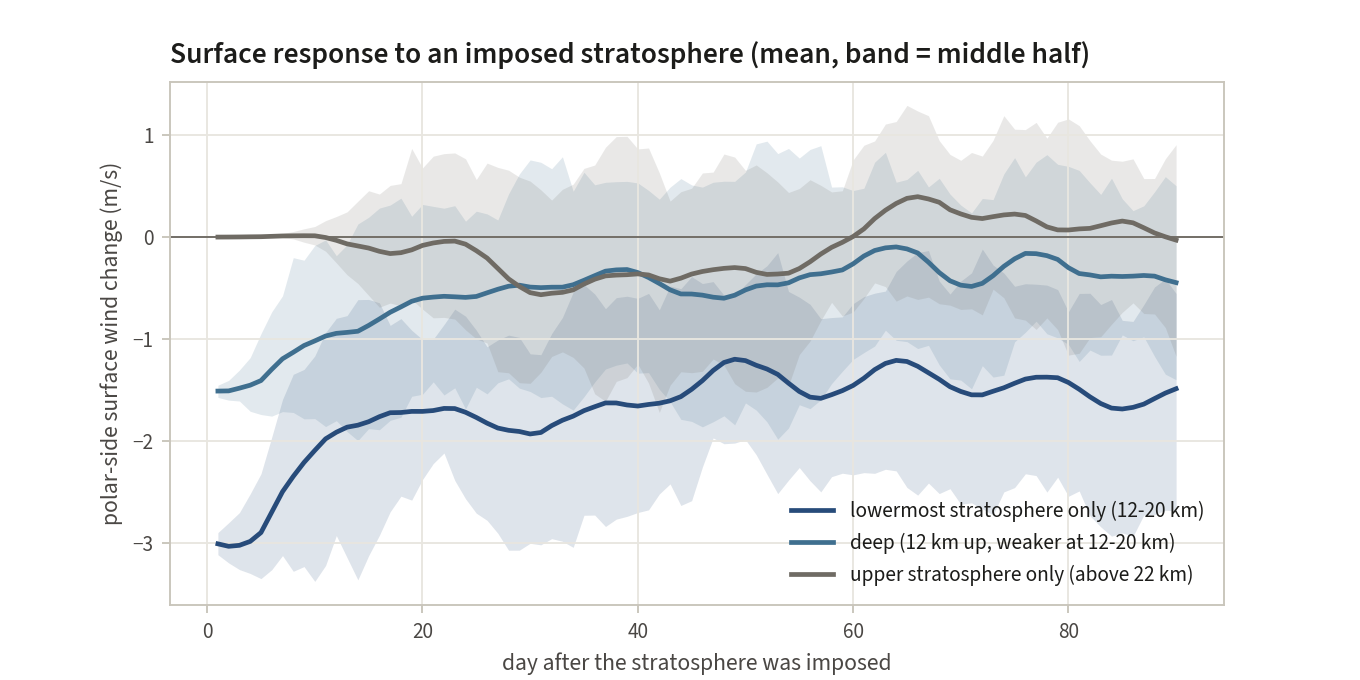 Surface response to an imposed stratosphere (mean, band = middle half)
polar-side surface wind change (m/s)
1
0
−1
−2
−3
lowermost stratosphere only (12-20 km)
deep (12 km up, weaker at 12-20 km)
upper stratosphere only (above 22 km)
0 20 40 60 80
day after the stratosphere was imposed